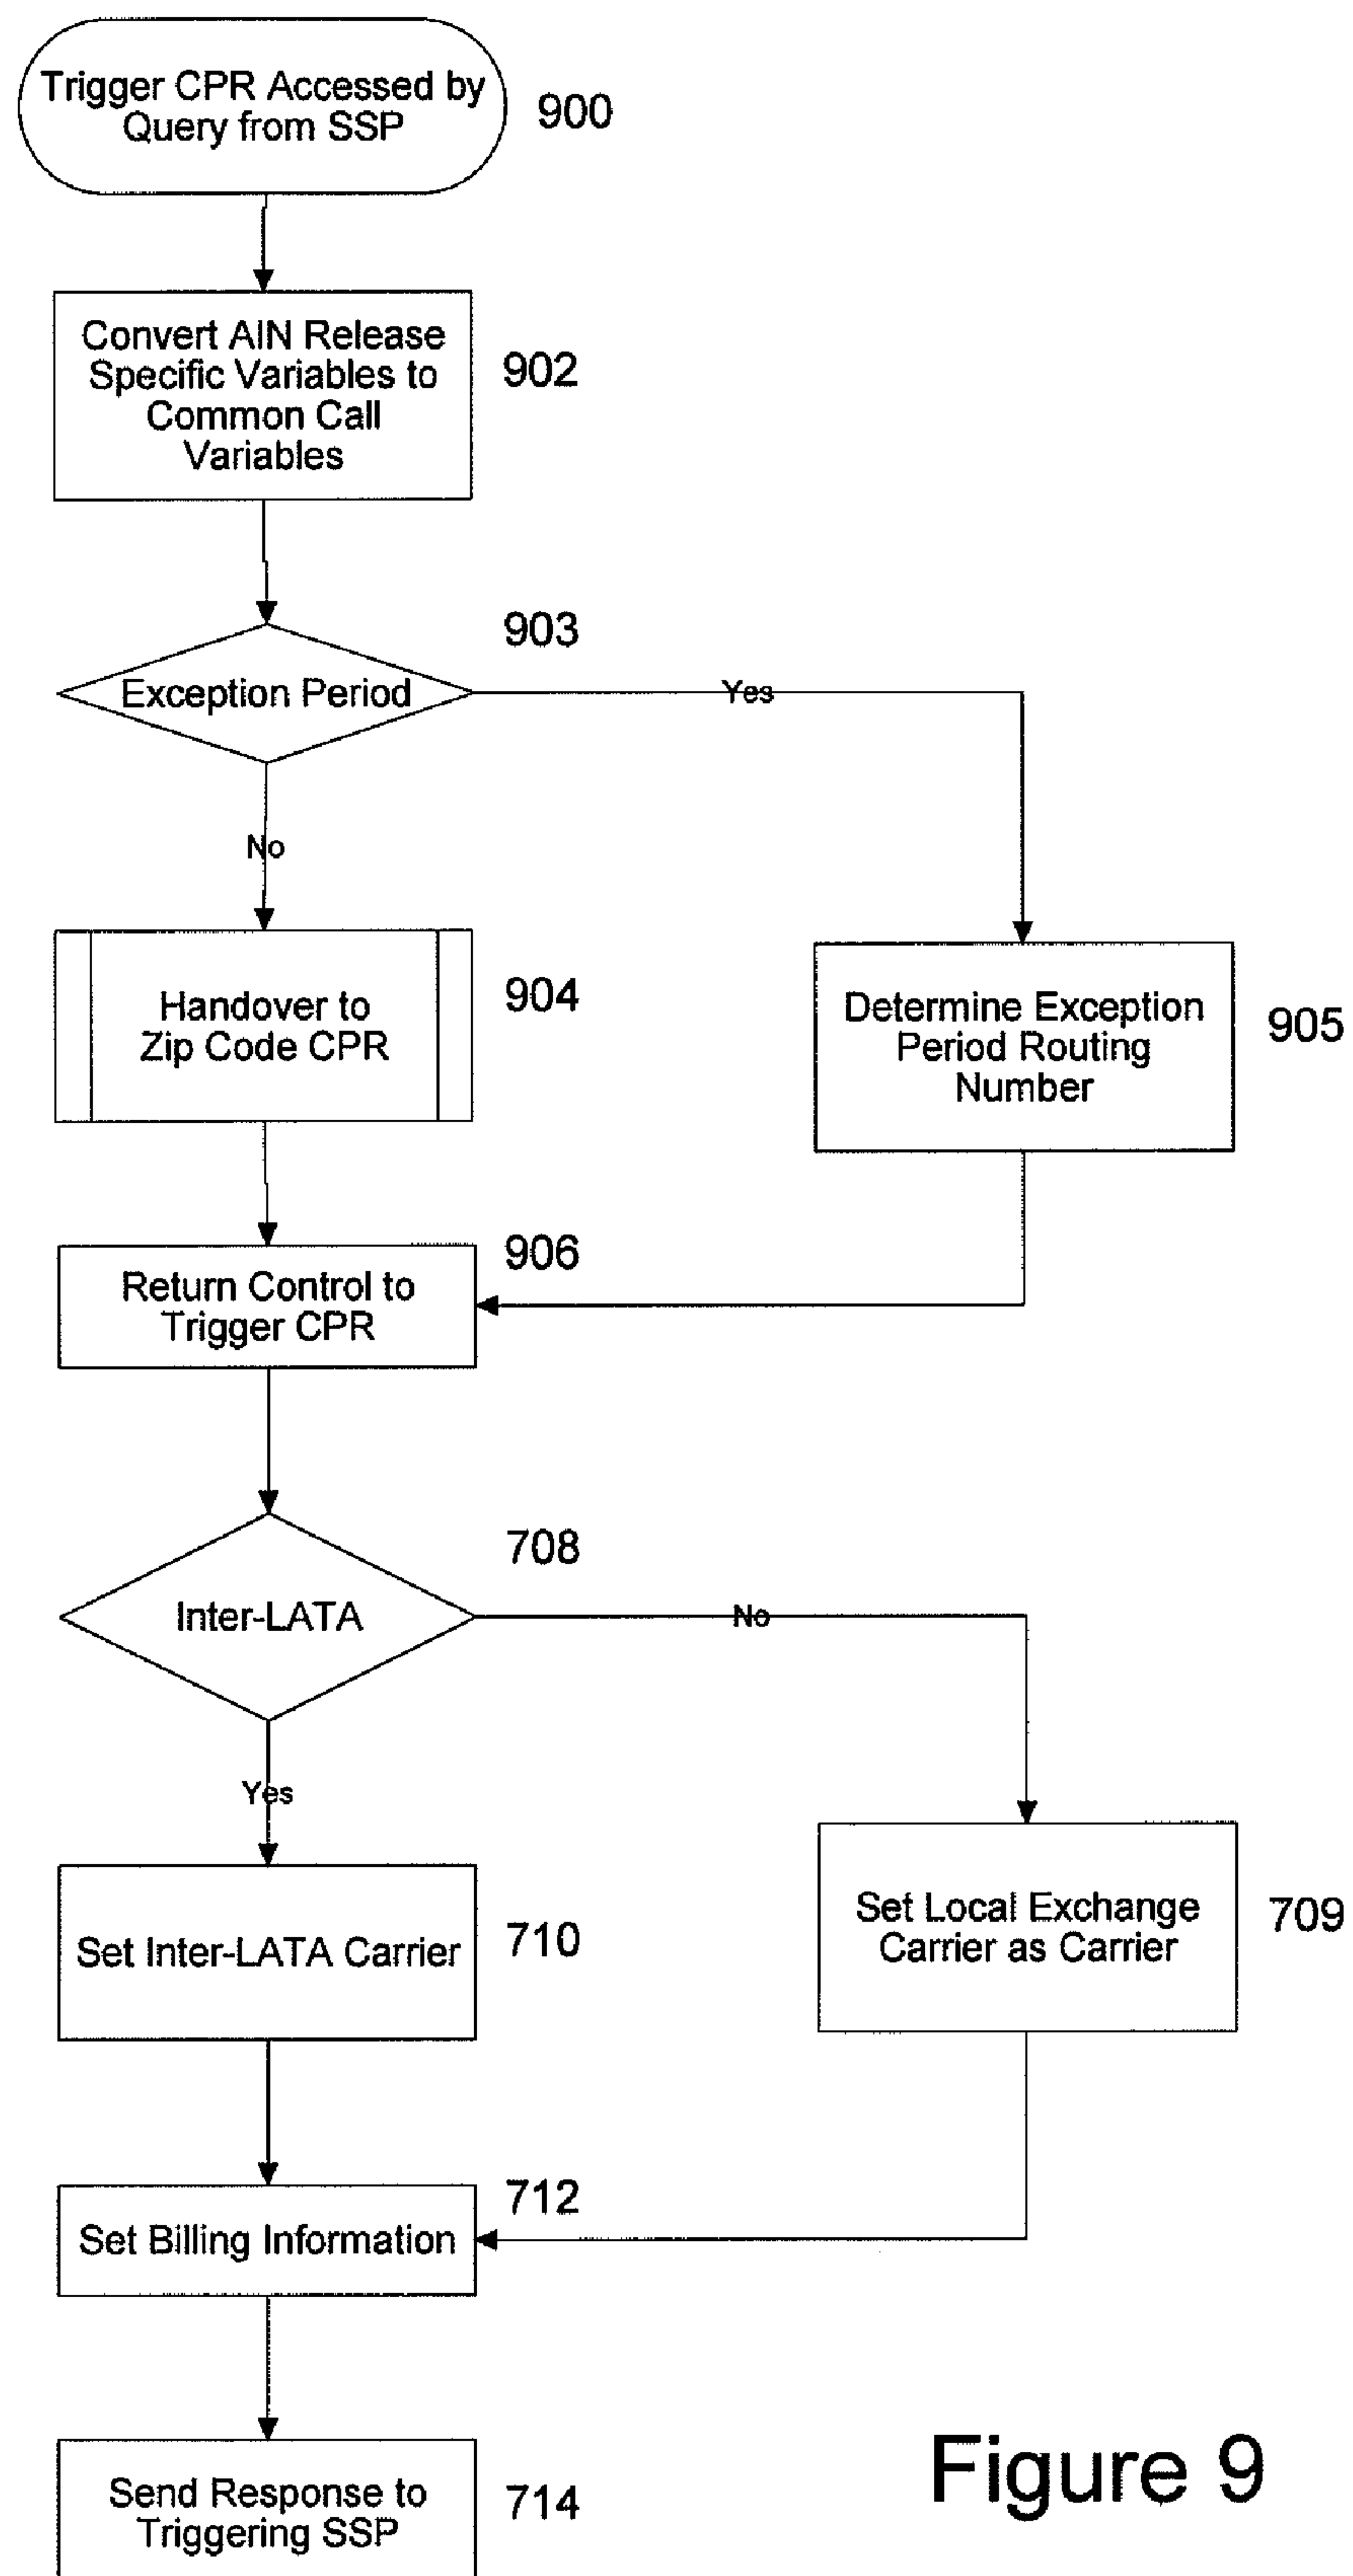 Trigger CPR Accessed by
Query from SSP
900
Convert AIN Release
Specific Variables to
Common Call
Variables
902
903
Exception Period
Yes
No
Handover to
Zip Code CPR
904
Determine Exception
Period Routing
Number
905
906
Return Control to
Trigger CPR
708
Inter-LATA
No
Yes
Set Inter-LATA Carrier
710
Set Local Exchange
Carrier as Carrier
709
712
Set Billing Information
Send Response to
Triggering SSP
714
Figure 9